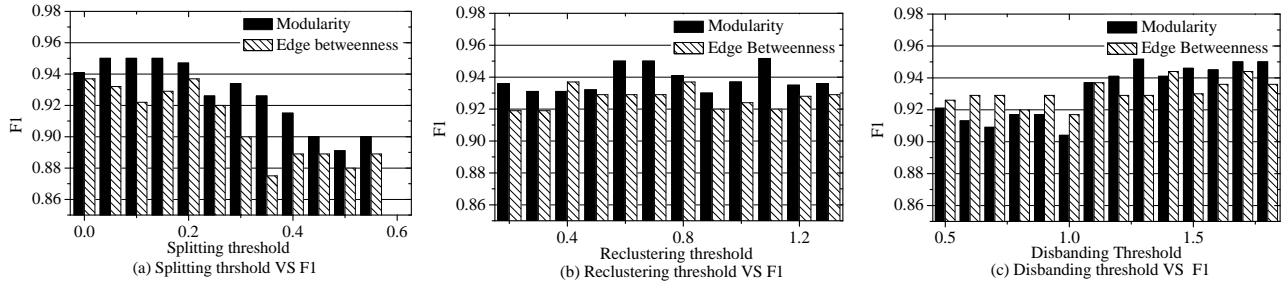 0.98
0.96
0.94
0.92
0.90
0.88
0.86
F1
Modularity
Edge betweenness
0.0 0.2 0.4 0.6
Splitting threshold
(a) Splitting thrshold VS F1
0.98
0.96
0.94
0.92
0.90
0.88
0.86
F1
Modularity
Edge Betweenness
0.4 0.8 1.2
Reclustering threshold
(b) Reclustering threshold VS F1
0.98
0.96
0.94
0.92
0.90
0.88
0.86
F1
Modularity
Edge Betweenness
0.5 1.0 1.5
Disbanding Threshold
(c) Disbanding threshold VS F1